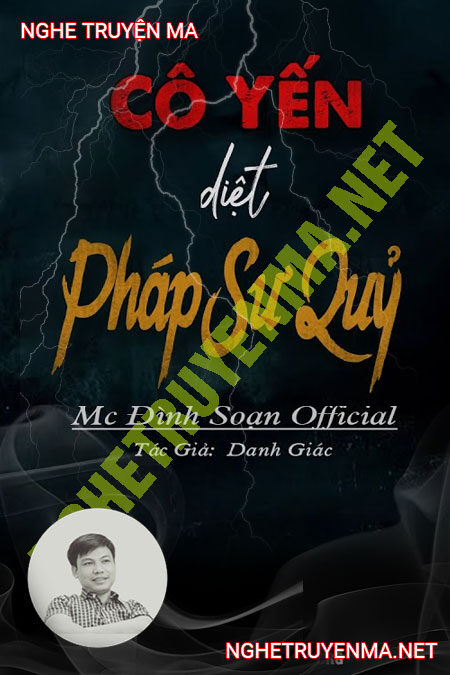 NGHE TRUYỆN MA
CÔ YẾN
diệt
Pháp Sư Quỷ
Mc Đình Soạn Official
Tác Giả: Danh Giác
NGHETRUYENMA.NET
NGHETRUYENMA.NET